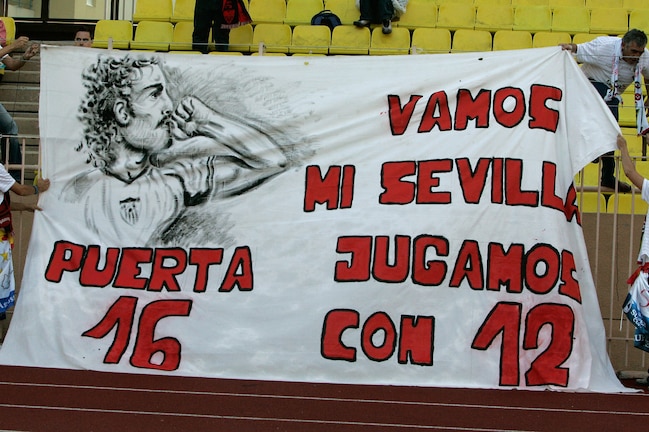 PUERTA
16
VAMOS
MI SEVILLA
JUGAMOS
CON 12